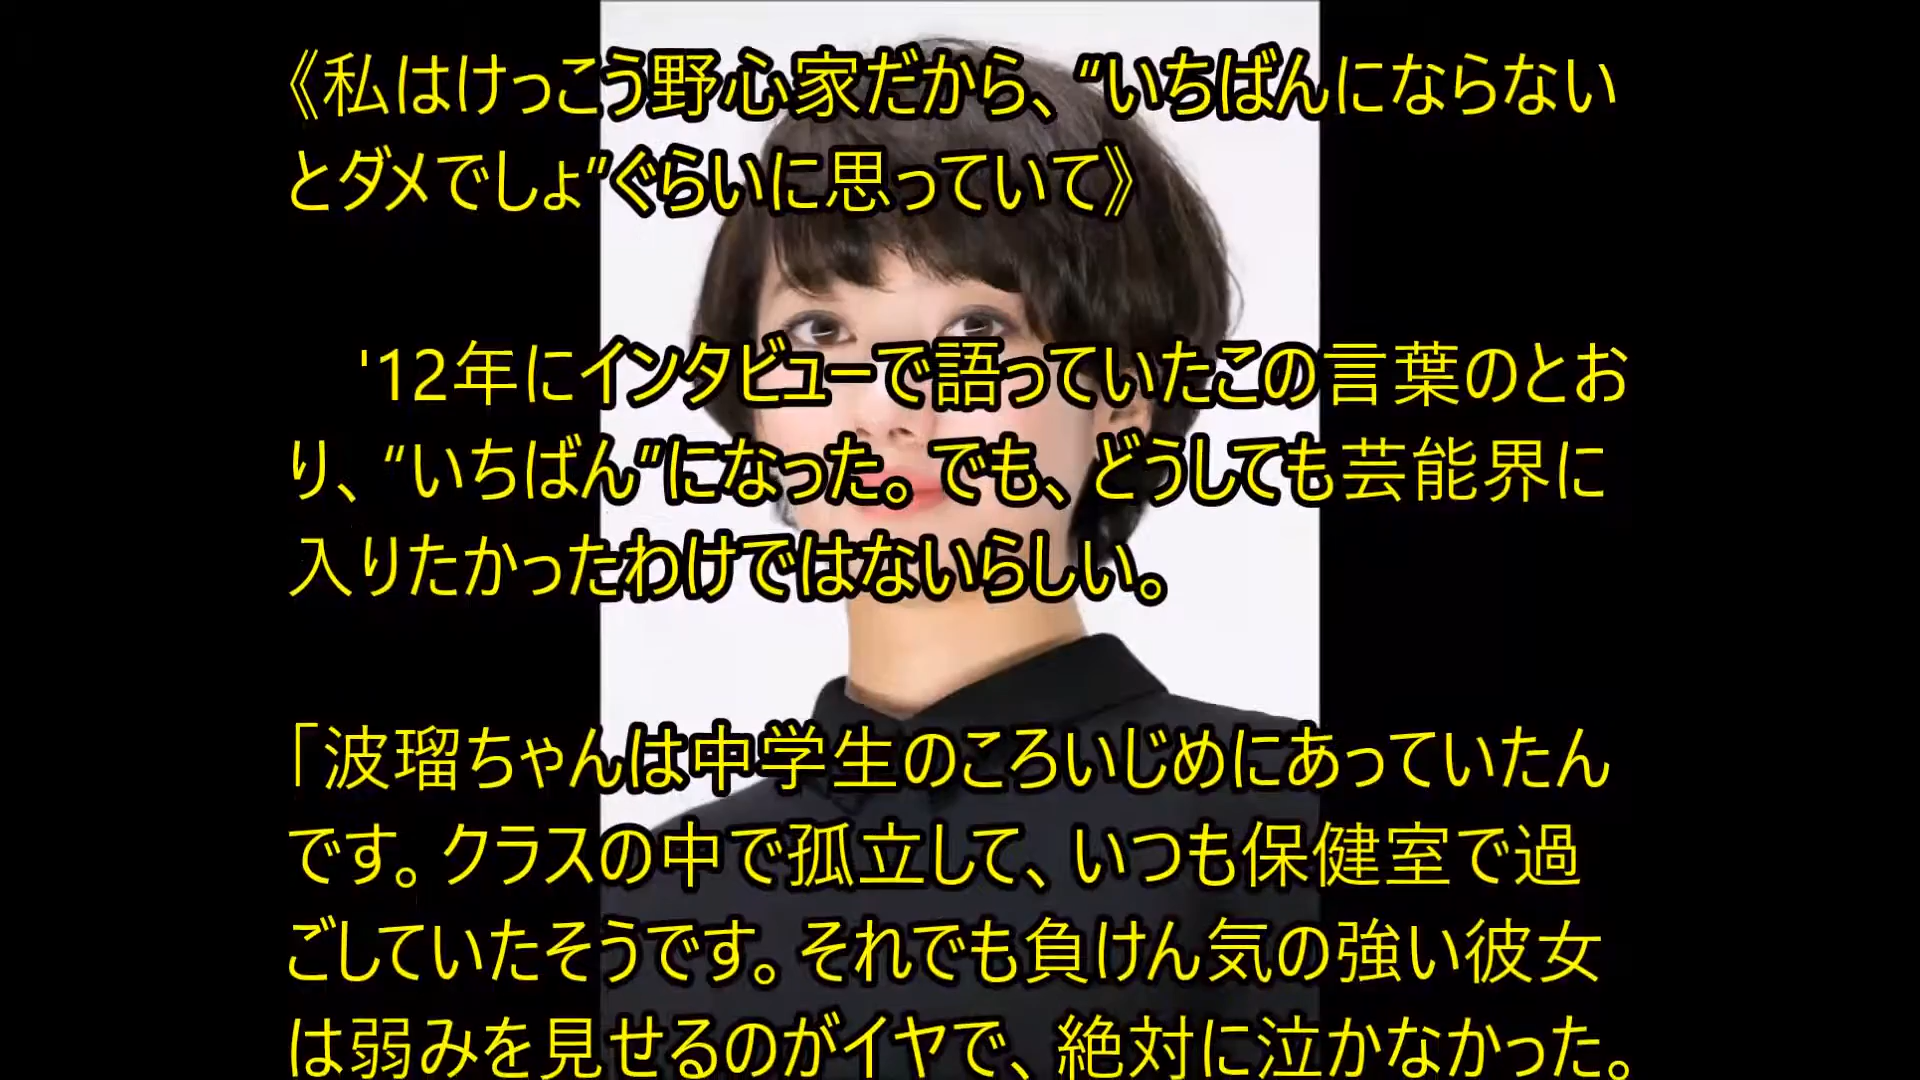 《私はけっこう野心家だから、“いちばんにならない
とダメでしょ”ぐらいに思っていて》
'12年にインタビューで語っていたこの言葉のとお
り、“いちばん”になった。でも、どうしても芸能界に
入りたかったわけではないらしい。
「波瑠ちゃんは中学生のころいじめにあっていたん
です。クラスの中で孤立して、いつも保健室で過
ごしていたそうです。それでも負けん気の強い彼女
は弱みを見せるのがイヤで、絶対に泣かなかった。